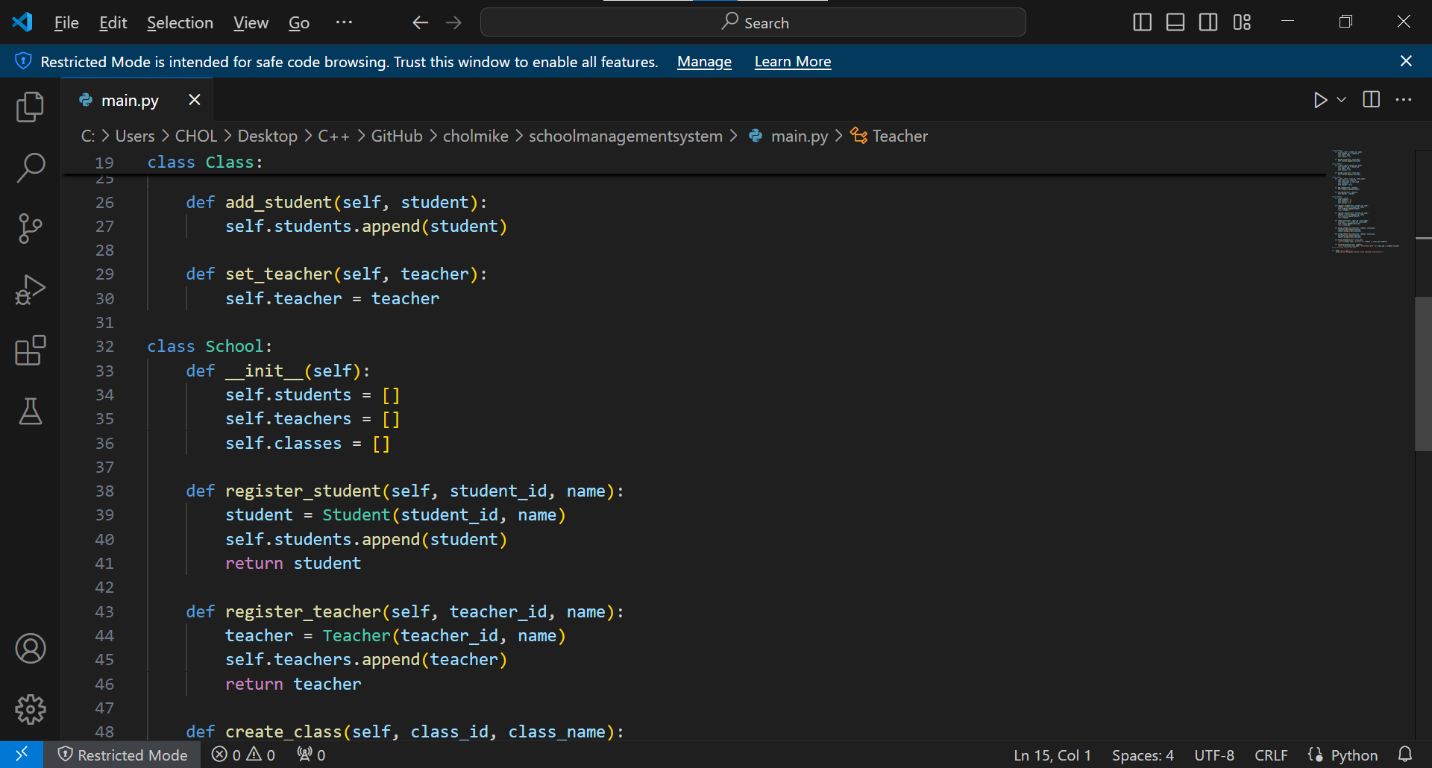 File Edit Selection View Go ··· Search
Restricted Mode is intended for safe code browsing. Trust this window to enable all features. Manage Learn More
main.py
C: > Users > CHOL > Desktop > C++ > GitHub > cholmike > schoolmanagementsystem > main.py > Teacher
19 class Class:
25
26 def add_student(self, student):
27 self.students.append(student)
28
29 def set_teacher(self, teacher):
30 self.teacher = teacher
31
32 class School:
33 def __init__(self):
34 self.students = []
35 self.teachers = []
36 self.classes = []
37
38 def register_student(self, student_id, name):
39 student = Student(student_id, name)
40 self.students.append(student)
41 return student
42
43 def register_teacher(self, teacher_id, name):
44 teacher = Teacher(teacher_id, name)
45 self.teachers.append(teacher)
46 return teacher
47
48 def create_class(self, class_id, class_name):
Restricted Mode 0 0 0 Ln 15, Col 1 Spaces: 4 UTF-8 CRLF Python